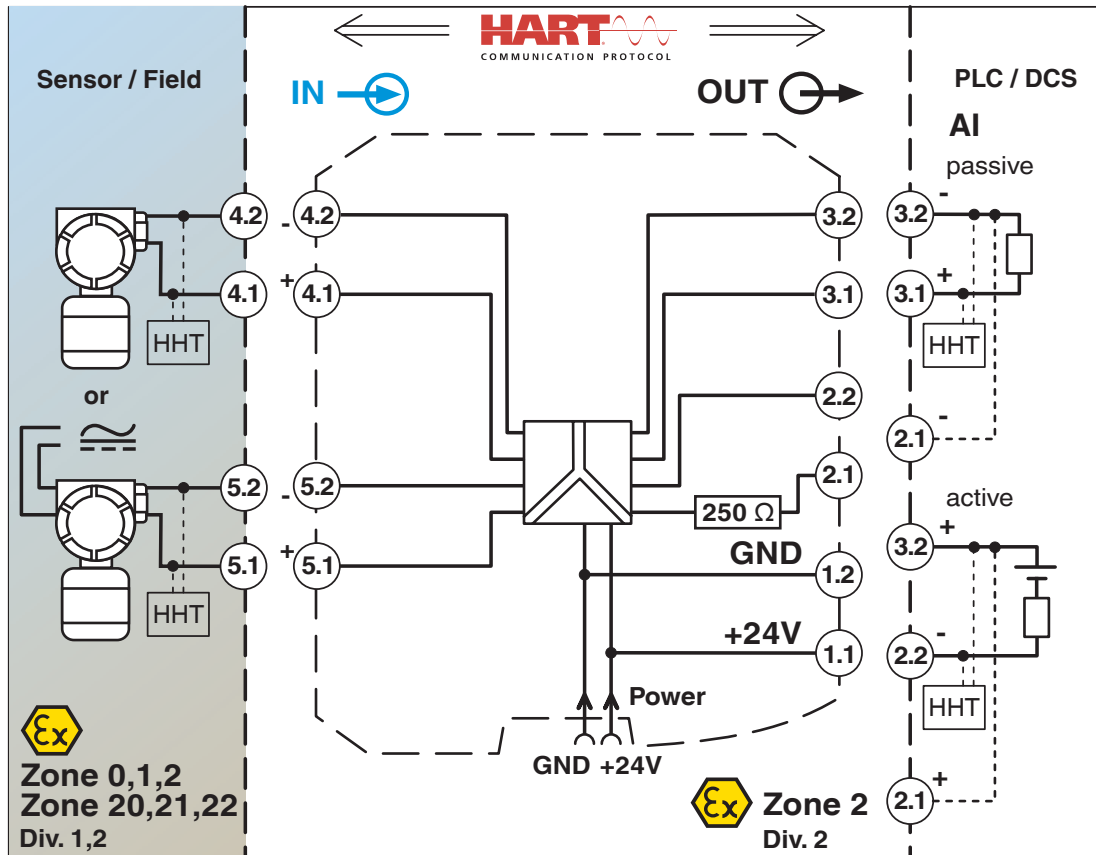 HART
COMMUNICATION PROTOCOL
Sensor / Field
IN
OUT
PLC / DCS
AI
passive
4.2
-
4.2
3.2
3.2
-
4.1
+
4.1
3.1
3.1
+
HHT
HHT
or
2.2
2.1
-
5.2
-
5.2
2.1
250 Ω
active
3.2
+
5.1
+
5.1
GND
1.2
HHT
+24V
1.1
2.2
-
Power
HHT
GND +24V
Ex
Zone 0,1,2
Zone 20,21,22
Div. 1,2
Ex
Zone 2
Div. 2
2.1
+